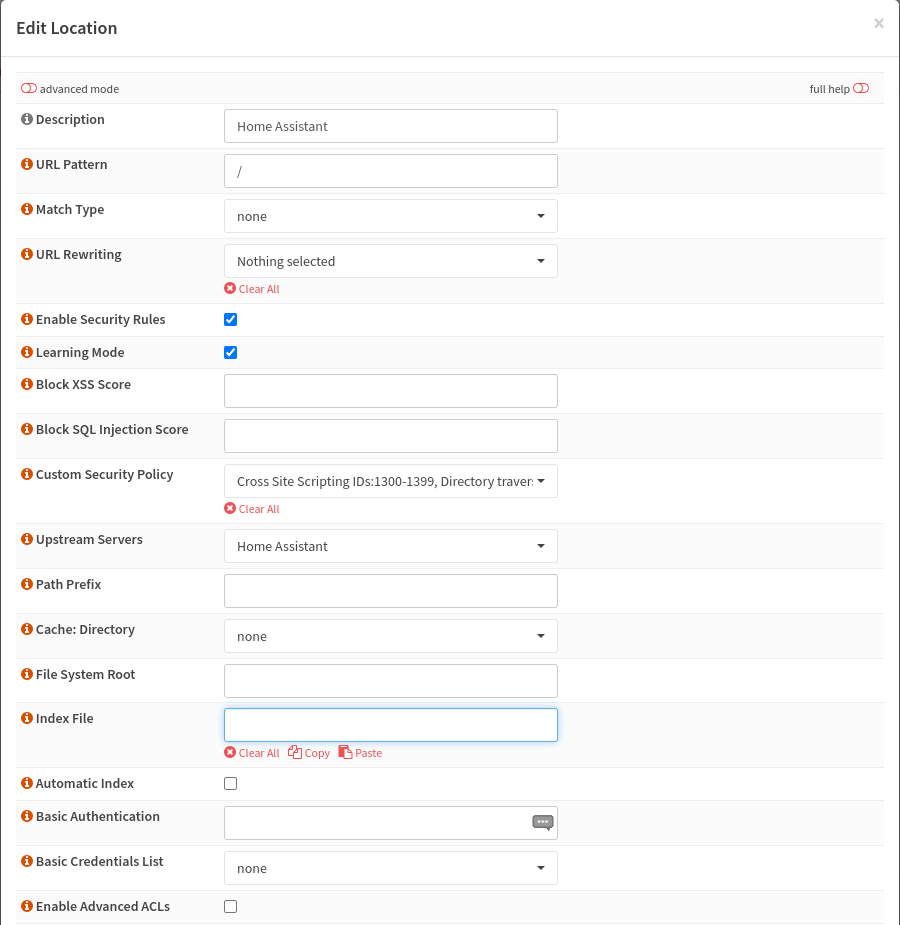 Edit Location
×
advanced mode
full help
Description
Home Assistant
URL Pattern
/
Match Type
none
URL Rewriting
Nothing selected
Clear All
Enable Security Rules
Learning Mode
Block XSS Score
Block SQL Injection Score
Custom Security Policy
Cross Site Scripting IDs:1300-1399, Directory traver
Clear All
Upstream Servers
Home Assistant
Path Prefix
Cache: Directory
none
File System Root
Index File
Clear All Copy Paste
Automatic Index
Basic Authentication
Basic Credentials List
none
Enable Advanced ACLs